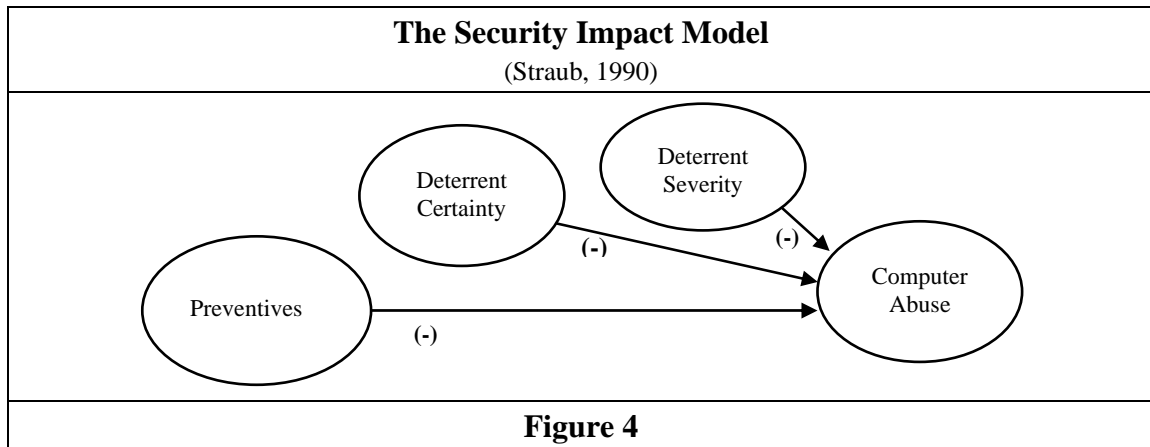 The Security Impact Model
(Straub, 1990)
Deterrent
Severity
Deterrent
Certainty
(-)
(-)
Computer
Abuse
Preventives
(-)
Figure 4